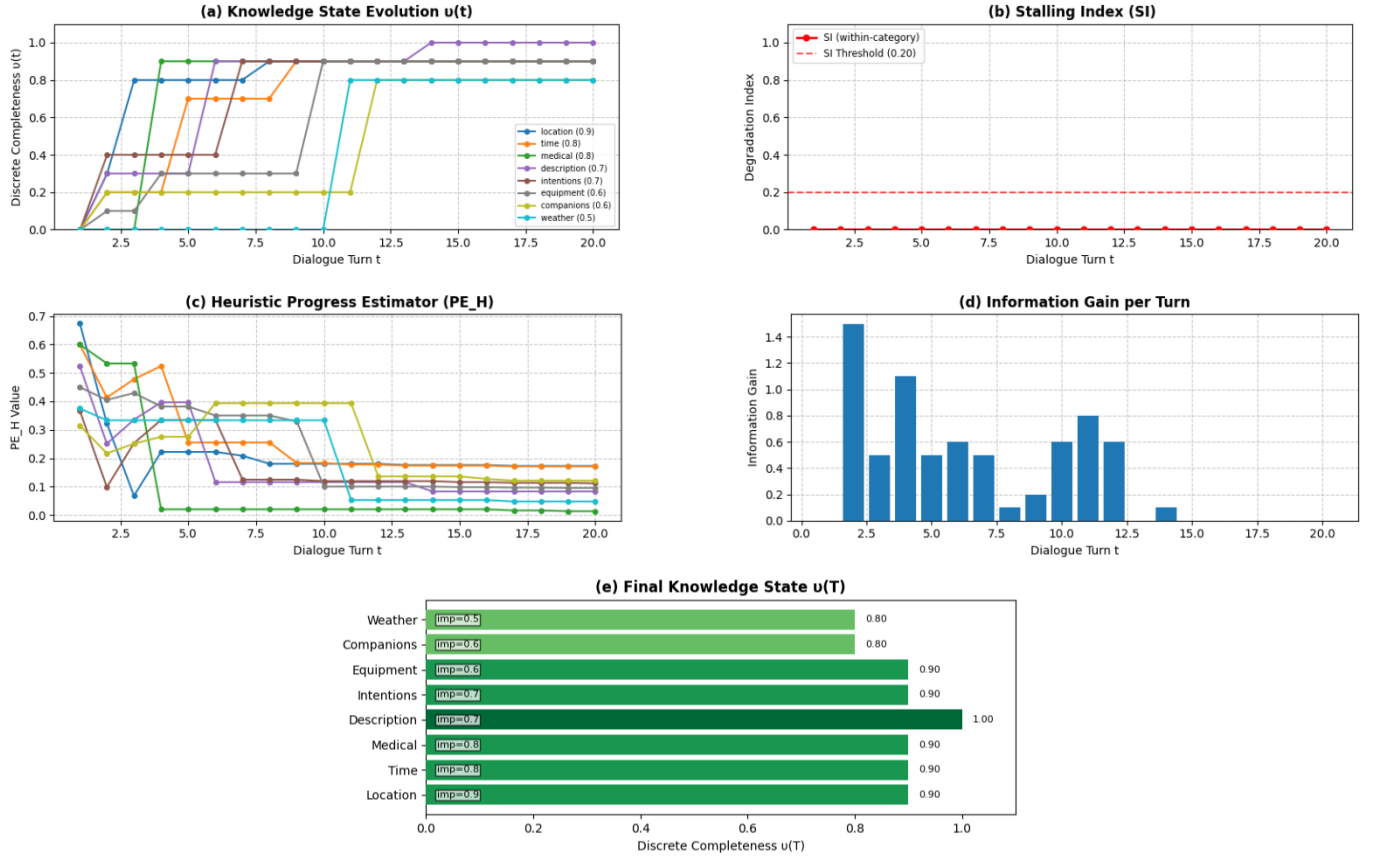 (a) Knowledge State Evolution υ(t)
Discrete Completeness υ(t)
1.0
0.8
0.6
0.4
0.2
0.0
location (0.9)
time (0.8)
medical (0.8)
description (0.7)
intentions (0.7)
equipment (0.6)
companions (0.6)
weather (0.5)
2.5 5.0 7.5 10.0 12.5 15.0 17.5 20.0
Dialogue Turn t
(b) Stalling Index (SI)
Degradation Index
1.0
0.8
0.6
0.4
0.2
0.0
SI (within-category)
SI Threshold (0.20)
2.5 5.0 7.5 10.0 12.5 15.0 17.5 20.0
Dialogue Turn t
(c) Heuristic Progress Estimator (PE_H)
PE_H Value
0.7
0.6
0.5
0.4
0.3
0.2
0.1
0.0
2.5 5.0 7.5 10.0 12.5 15.0 17.5 20.0
Dialogue Turn t
(d) Information Gain per Turn
Information Gain
1.4
1.2
1.0
0.8
0.6
0.4
0.2
0.0
0.0 2.5 5.0 7.5 10.0 12.5 15.0 17.5 20.0
Dialogue Turn t
(e) Final Knowledge State υ(T)
Weather imp=0.5 0.80
Companions imp=0.6 0.80
Equipment imp=0.6 0.90
Intentions imp=0.7 0.90
Description imp=0.7 1.00
Medical imp=0.8 0.90
Time imp=0.8 0.90
Location imp=0.9 0.90
0.0 0.2 0.4 0.6 0.8 1.0
Discrete Completeness υ(T)